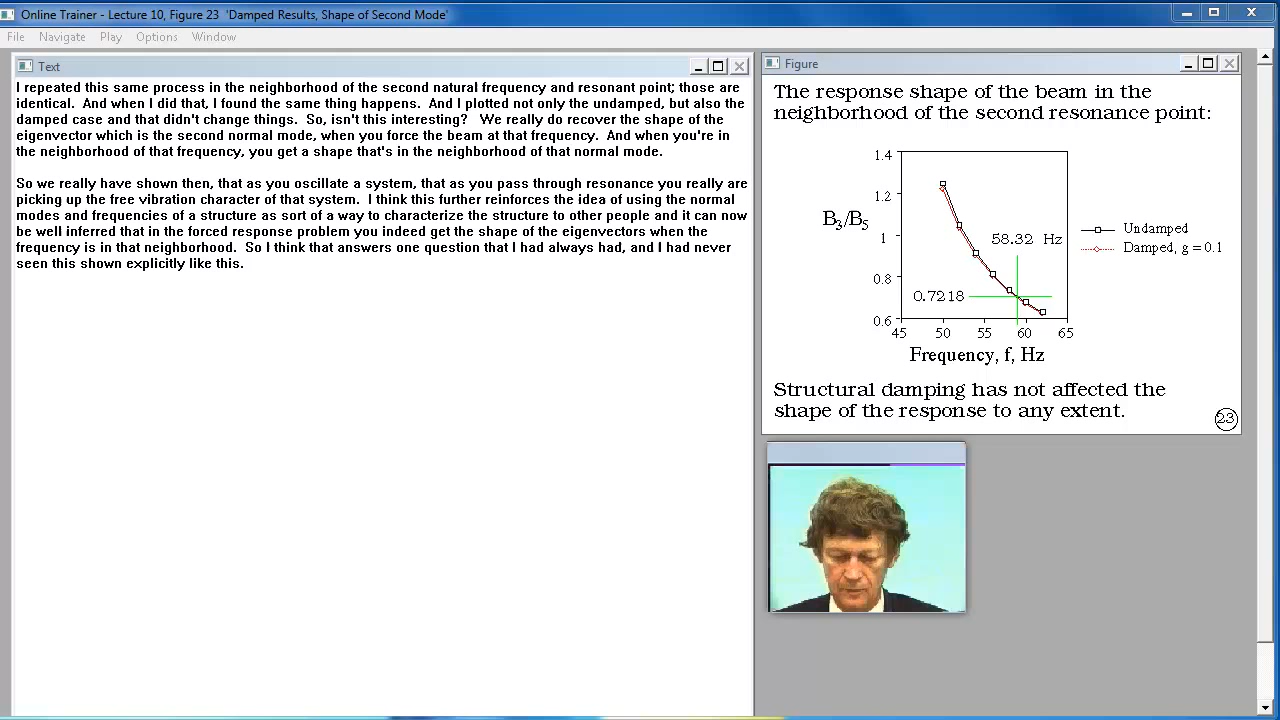 Online Trainer - Lecture 10, Figure 23 'Damped Results, Shape of Second Mode'
File Navigate Play Options Window
Text
I repeated this same process in the neighborhood of the second natural frequency and resonant point; those are
identical. And when I did that, I found the same thing happens. And I plotted not only the undamped, but also the
damped case and that didn't change things. So, isn't this interesting? We really do recover the shape of the
eigenvector which is the second normal mode, when you force the beam at that frequency. And when you're in
the neighborhood of that frequency, you get a shape that's in the neighborhood of that normal mode.
So we really have shown then, that as you oscillate a system, that as you pass through resonance you really are
picking up the free vibration character of that system. I think this further reinforces the idea of using the normal
modes and frequencies of a structure as sort of a way to characterize the structure to other people and it can now
be well inferred that in the forced response problem you indeed get the shape of the eigenvectors when the
frequency is in that neighborhood. So I think that answers one question that I had always had, and I had never
seen this shown explicitly like this.
Figure
The response shape of the beam in the
neighborhood of the second resonance point:
1.4
1.2
1
0.8
0.6
B3/B5
58.32 Hz
0.7218
45 50 55 60 65
Frequency, f, Hz
Undamped
Damped, g = 0.1
Structural damping has not affected the
shape of the response to any extent.
23